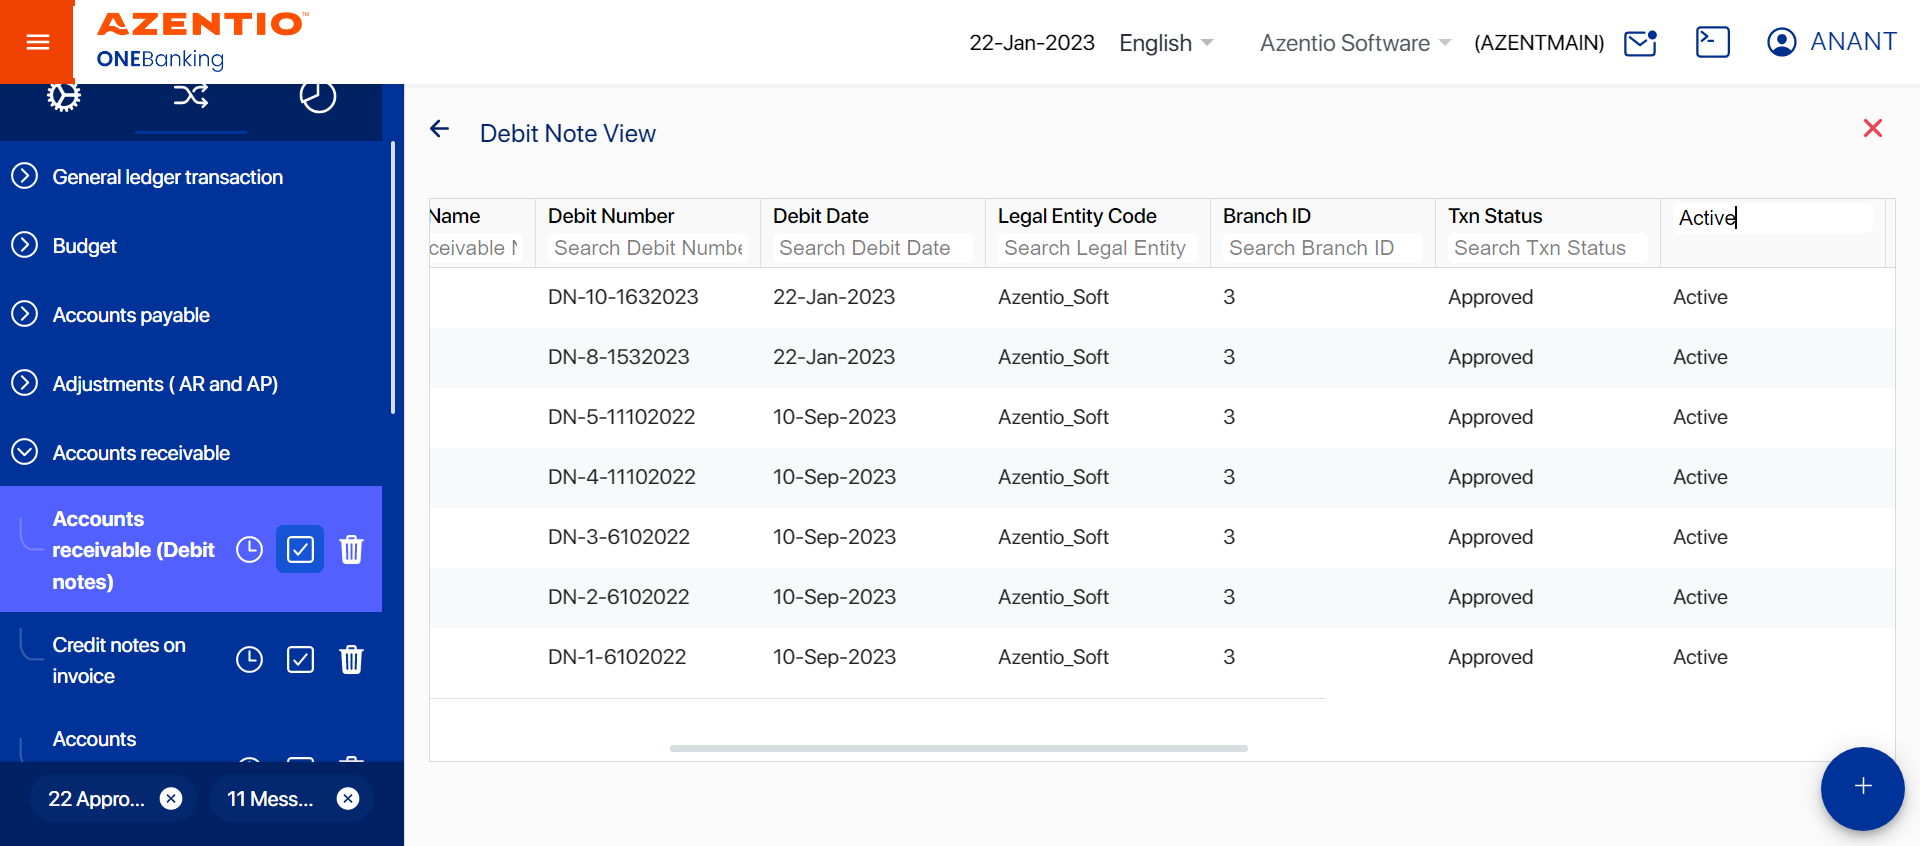 AZENTIO™
ONEBanking
22-Jan-2023 English Azentio Software (AZENTMAIN) ANANT
General ledger transaction
Budget
Accounts payable
Adjustments ( AR and AP)
Accounts receivable
Accounts
receivable (Debit
notes)
Credit notes on
invoice
Accounts
22 Appro...
11 Mess...
Debit Note View
Name Debit Number Debit Date Legal Entity Code Branch ID Txn Status Active
ceivable N Search Debit Numbe Search Debit Date Search Legal Entity Search Branch ID Search Txn Status
DN-10-1632023 22-Jan-2023 Azentio_Soft 3 Approved Active
DN-8-1532023 22-Jan-2023 Azentio_Soft 3 Approved Active
DN-5-11102022 10-Sep-2023 Azentio_Soft 3 Approved Active
DN-4-11102022 10-Sep-2023 Azentio_Soft 3 Approved Active
DN-3-6102022 10-Sep-2023 Azentio_Soft 3 Approved Active
DN-2-6102022 10-Sep-2023 Azentio_Soft 3 Approved Active
DN-1-6102022 10-Sep-2023 Azentio_Soft 3 Approved Active